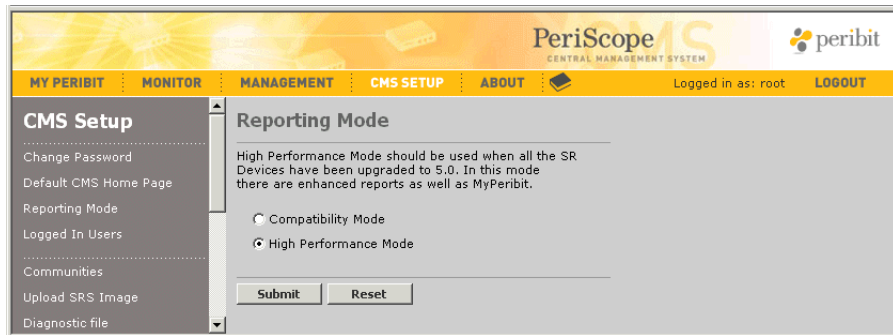 PeriScope
CENTRAL MANAGEMENT SYSTEM
peribit
MY PERIBIT MONITOR MANAGEMENT CMS SETUP ABOUT Logged in as: root LOGOUT
CMS Setup
Change Password
Default CMS Home Page
Reporting Mode
Logged In Users
Communities
Upload SRS Image
Diagnostic file
Reporting Mode
High Performance Mode should be used when all the SR
Devices have been upgraded to 5.0. In this mode
there are enhanced reports as well as MyPeribit.
Compatibility Mode
High Performance Mode
Submit Reset